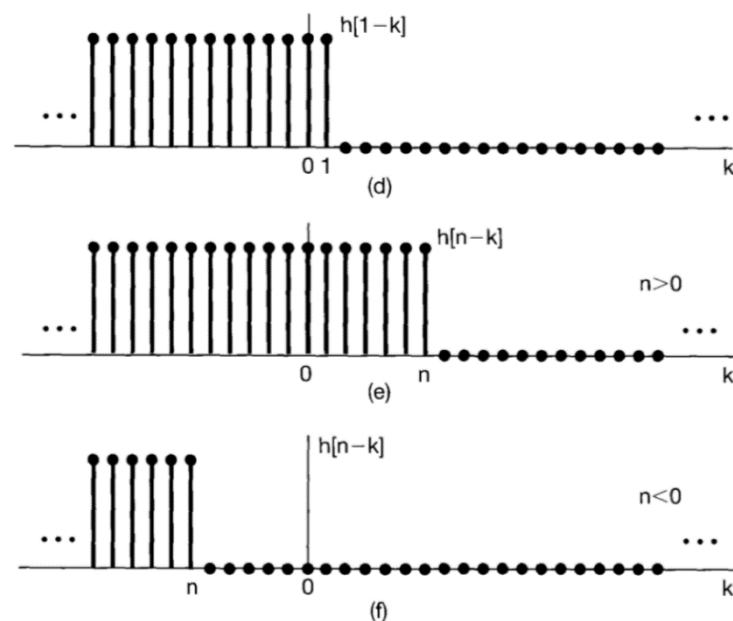 h[1−k]
... ...
0 1 k
(d)
h[n−k]
n>0
... ...
0 n k
(e)
h[n−k]
n<0
... ...
n 0 k
(f)